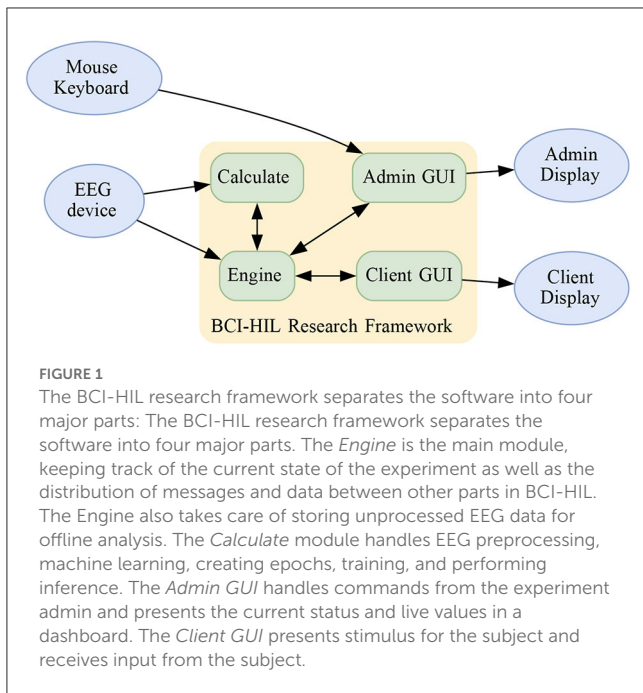 Mouse
Keyboard
EEG
device
Calculate
Admin GUI
Admin
Display
Engine
Client GUI
Client
Display
BCI-HIL Research Framework
FIGURE 1
The BCI-HIL research framework separates the software into four
major parts: The BCI-HIL research framework separates the
software into four major parts. The Engine is the main module,
keeping track of the current state of the experiment as well as the
distribution of messages and data between other parts in BCI-HIL.
The Engine also takes care of storing unprocessed EEG data for
offline analysis. The Calculate module handles EEG preprocessing,
machine learning, creating epochs, training, and performing
inference. The Admin GUI handles commands from the experiment
admin and presents the current status and live values in a
dashboard. The Client GUI presents stimulus for the subject and
receives input from the subject.